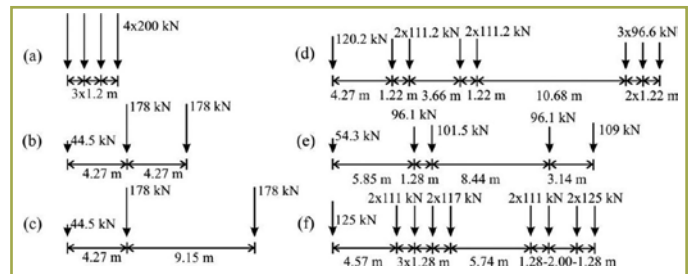 (a)
4x200 kN
3x1.2 m
(b)
44.5 kN
178 kN
178 kN
4.27 m
4.27 m
(c)
44.5 kN
178 kN
178 kN
4.27 m
9.15 m
(d)
120.2 kN
2x111.2 kN
2x111.2 kN
3x96.6 kN
4.27 m
1.22 m
3.66 m
1.22 m
10.68 m
2x1.22 m
(e)
54.3 kN
96.1 kN
101.5 kN
96.1 kN
109 kN
5.85 m
1.28 m
8.44 m
3.14 m
(f)
125 kN
2x111 kN
2x117 kN
2x111 kN
2x125 kN
4.57 m
3x1.28 m
5.74 m
1.28-2.00-1.28 m